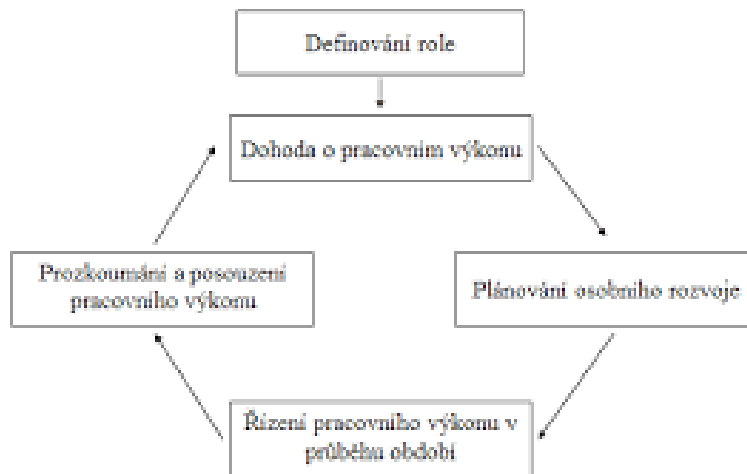 Definování role
Dohoda o pracovním výkonu
Prozkoumání a posouzení
pracovního výkonu
Plánování osobního rozvoje
Řízení pracovního výkonu v
průběhu období